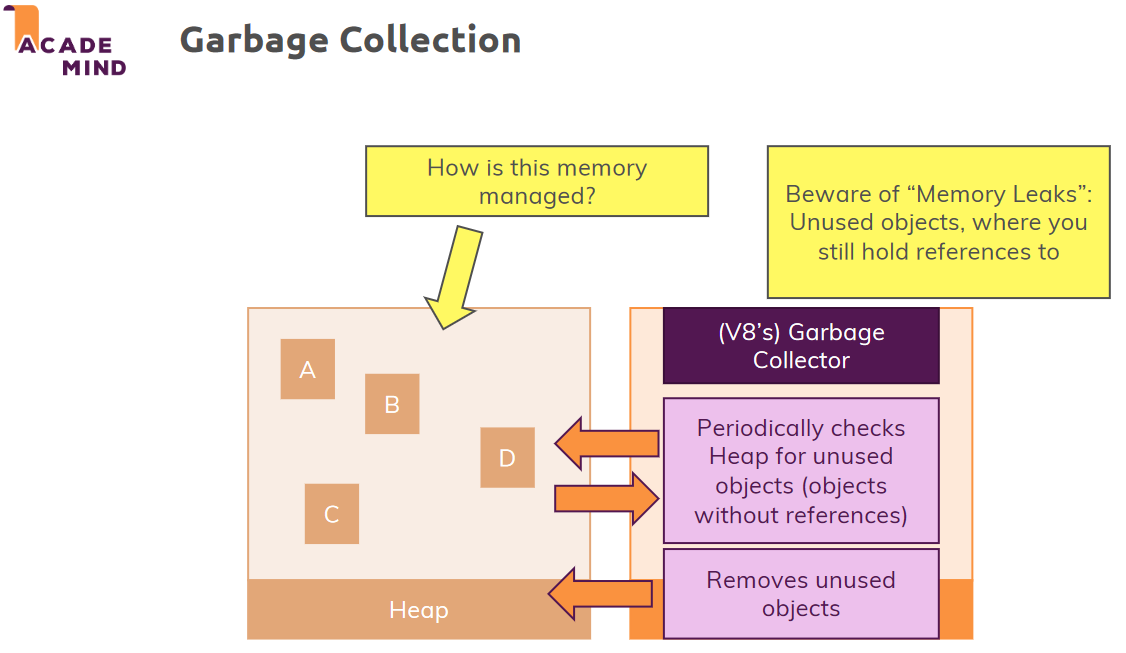 ACADE
MIND
Garbage Collection
How is this memory
managed?
Beware of “Memory Leaks”:
Unused objects, where you
still hold references to
A
B
D
C
Heap
(V8’s) Garbage
Collector
Periodically checks
Heap for unused
objects (objects
without references)
Removes unused
objects